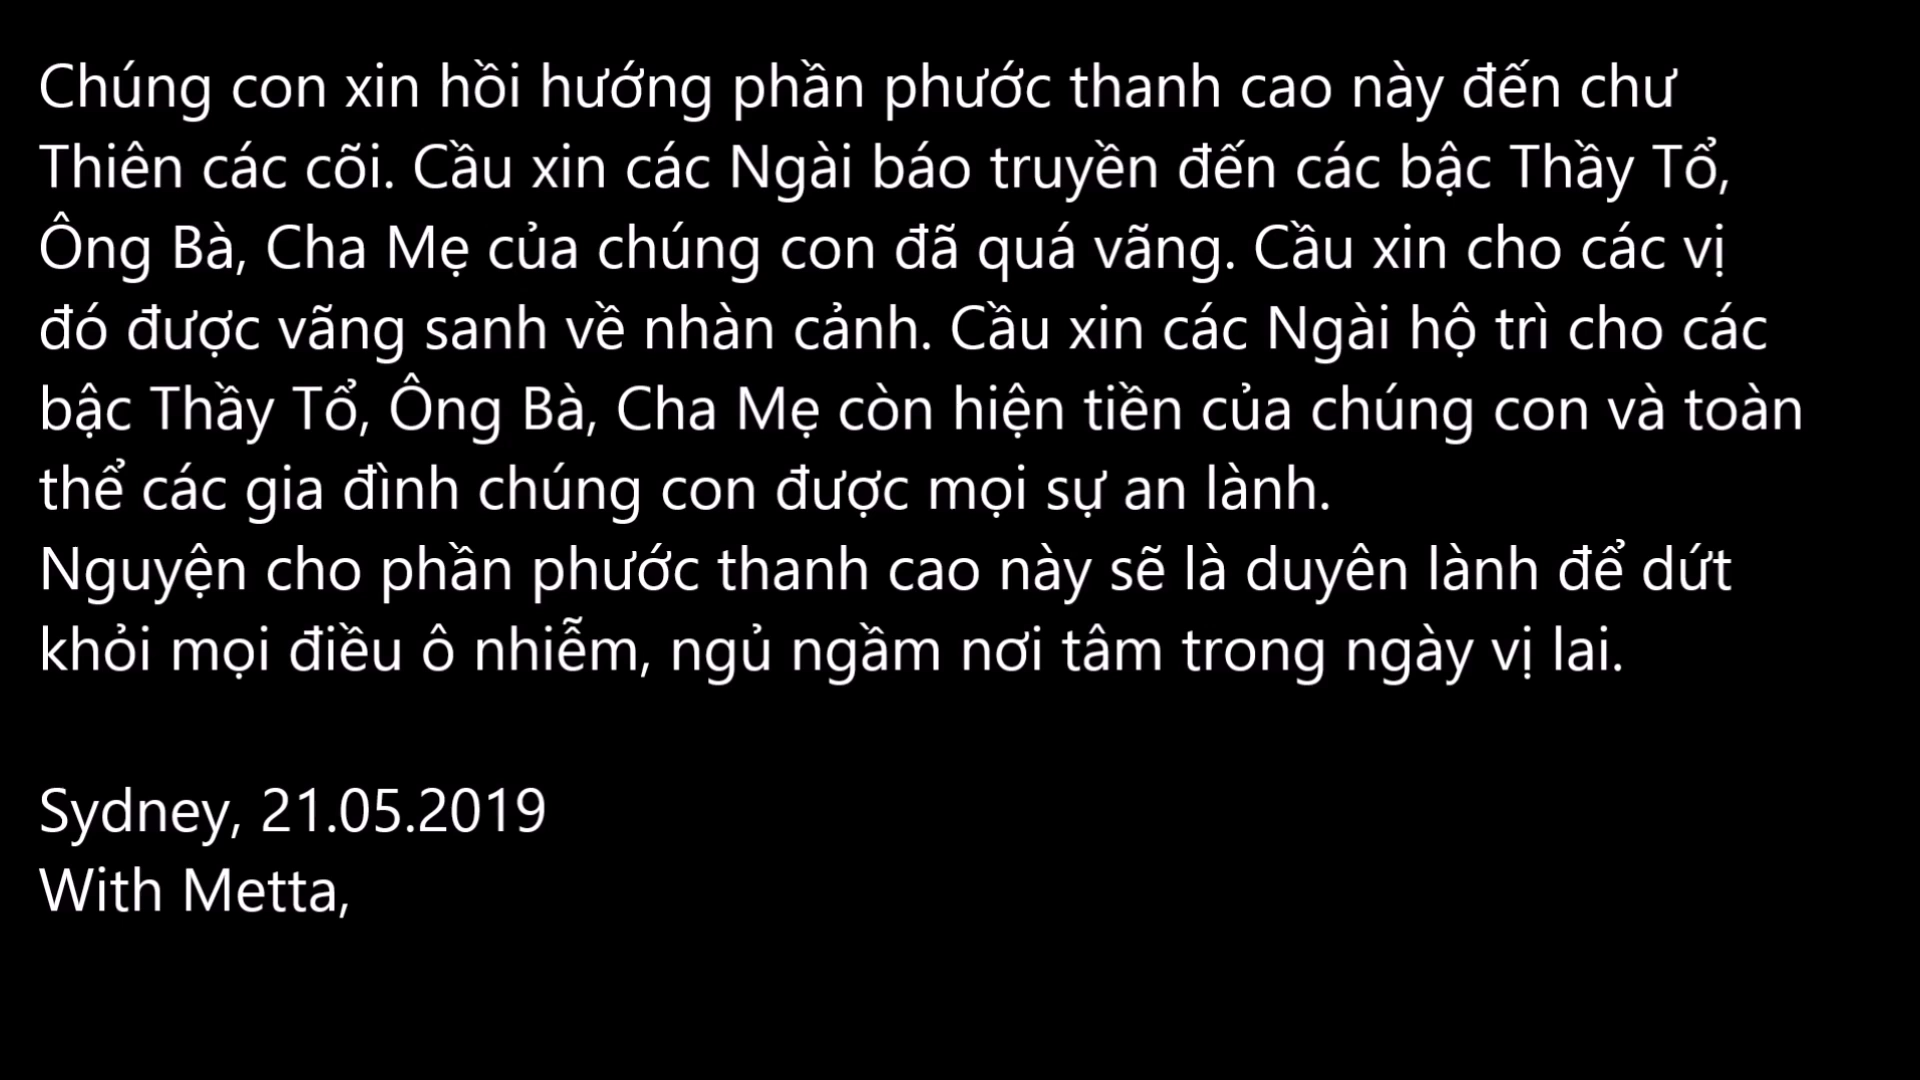 Chúng con xin hồi hướng phần phước thanh cao này đến chư
Thiên các cõi. Cầu xin các Ngài báo truyền đến các bậc Thầy Tổ,
Ông Bà, Cha Mẹ của chúng con đã quá vãng. Cầu xin cho các vị
đó được vãng sanh về nhàn cảnh. Cầu xin các Ngài hộ trì cho các
bậc Thầy Tổ, Ông Bà, Cha Mẹ còn hiện tiền của chúng con và toàn
thể các gia đình chúng con được mọi sự an lành.
Nguyện cho phần phước thanh cao này sẽ là duyên lành để dứt
khỏi mọi điều ô nhiễm, ngủ ngầm nơi tâm trong ngày vị lai.
Sydney, 21.05.2019
With Metta,